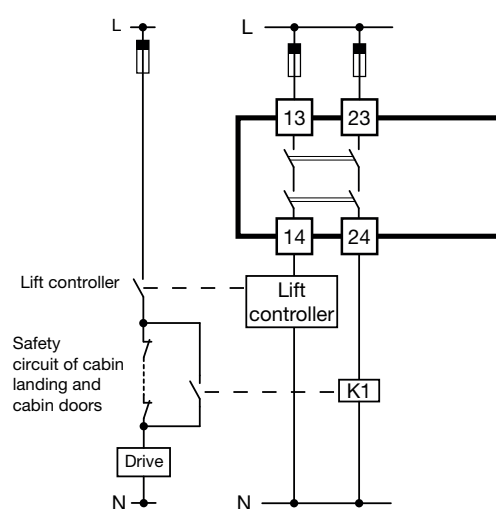 L
L
13
23
14
24
Lift controller
Lift
controller
Safety
circuit of cabin
landing and
cabin doors
K1
Drive
N
N